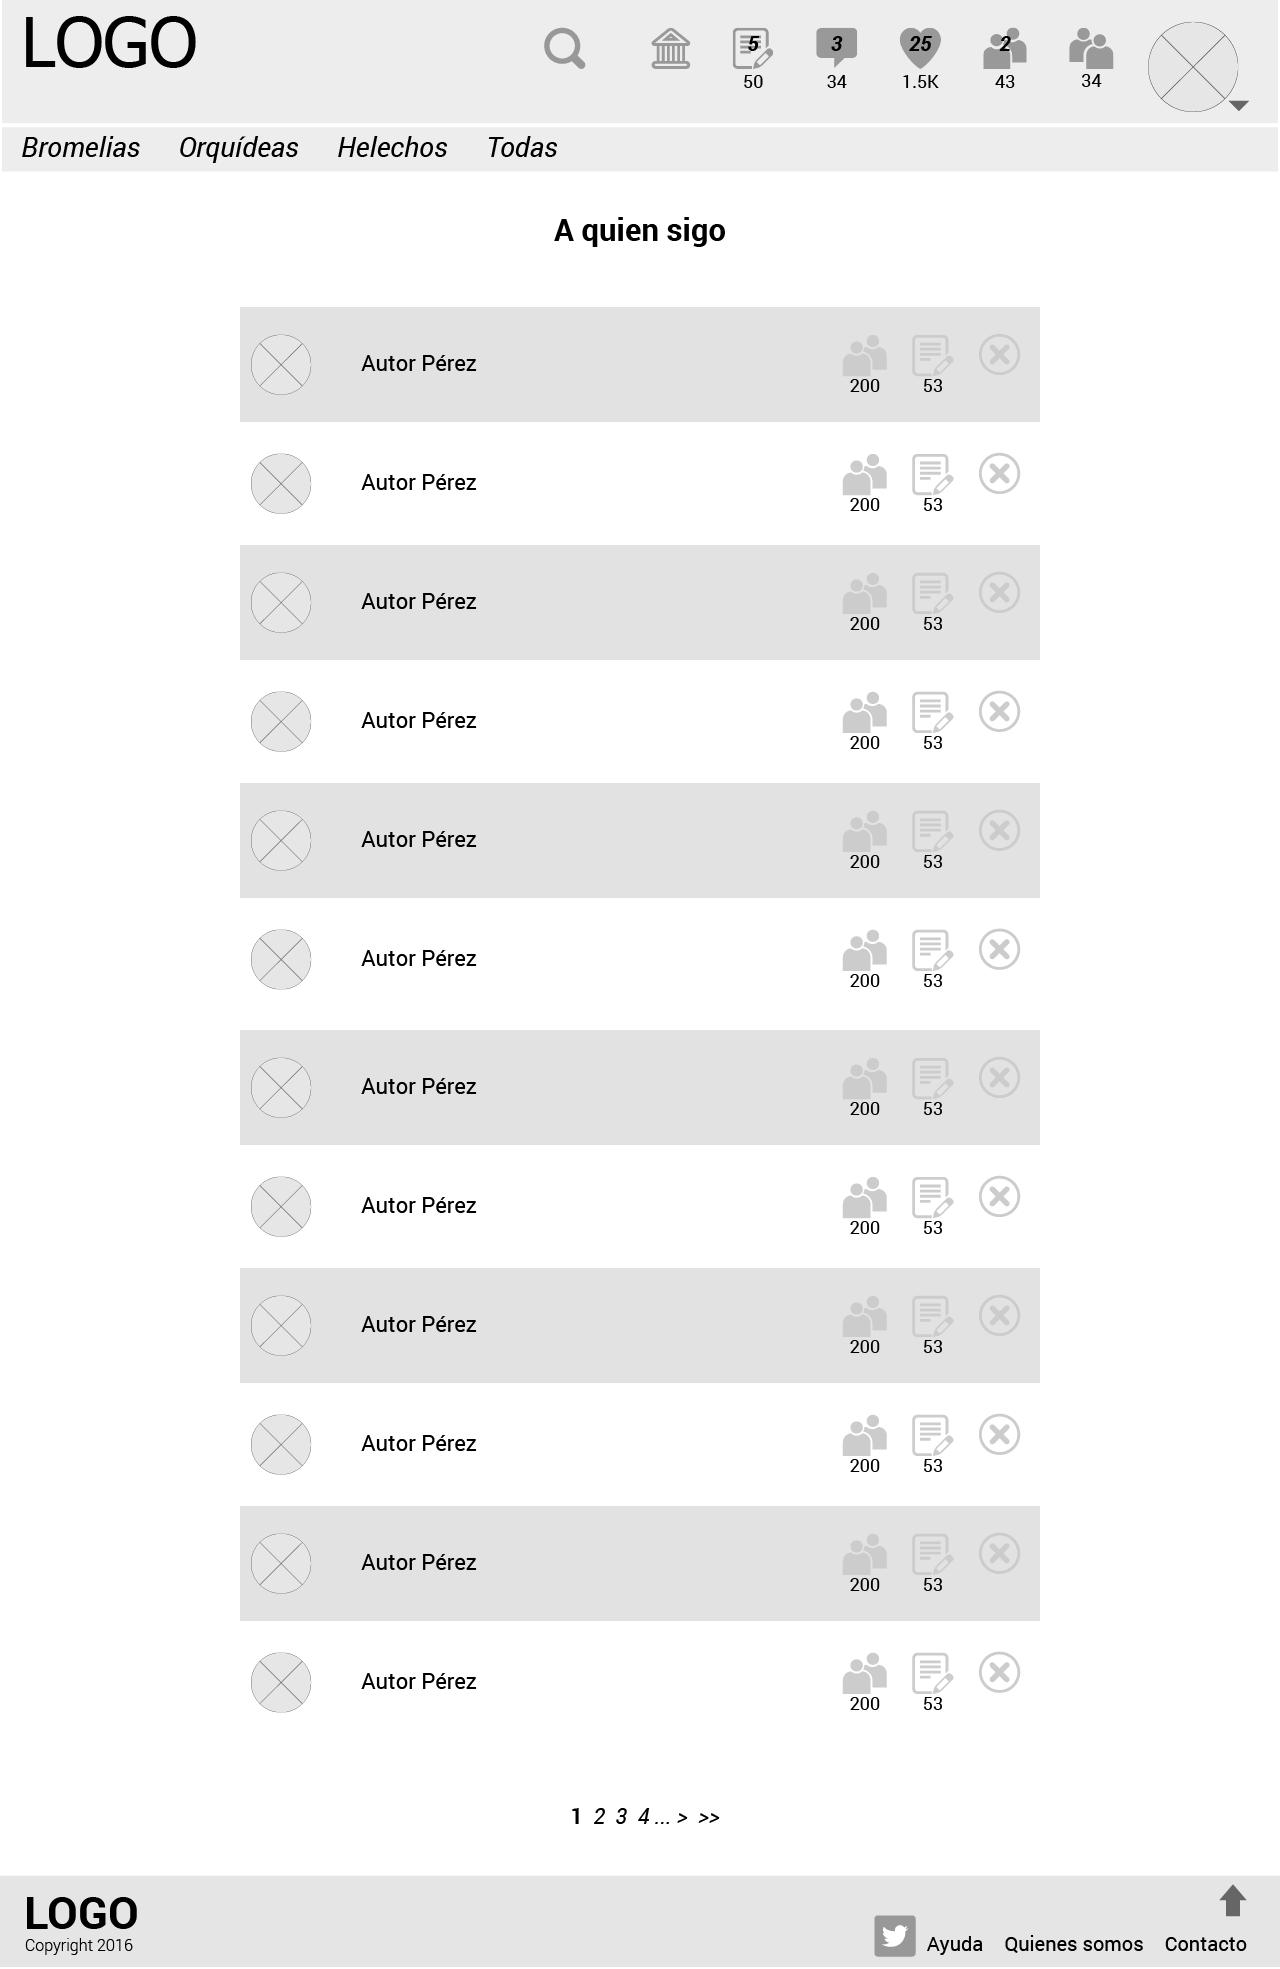 LOGO
5 3 25 2
50 34 1.5K 43 34
Bromelias Orquídeas Helechos Todas
A quien sigo
Autor Pérez
200 53
Autor Pérez
200 53
Autor Pérez
200 53
Autor Pérez
200 53
Autor Pérez
200 53
Autor Pérez
200 53
Autor Pérez
200 53
Autor Pérez
200 53
Autor Pérez
200 53
Autor Pérez
200 53
Autor Pérez
200 53
Autor Pérez
200 53
1 2 3 4 ... > >>
LOGO
Copyright 2016
Ayuda Quienes somos Contacto